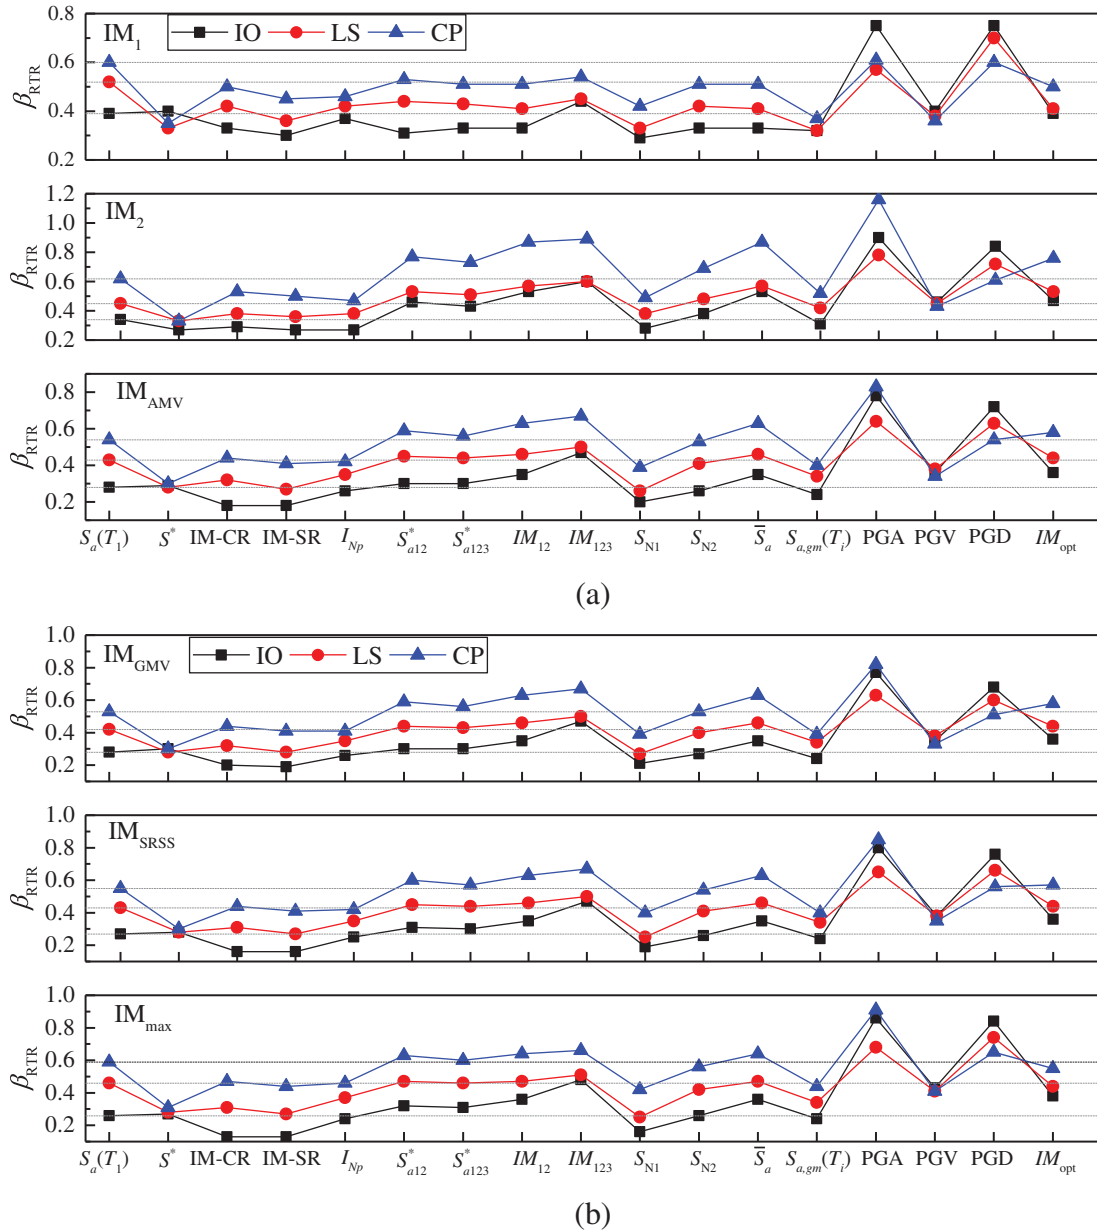 IM1 IO LS CP
0.8
0.6
0.4
0.2
βRTR
IM2
1.2
1.0
0.8
0.6
0.4
0.2
βRTR
IMAMV
0.8
0.6
0.4
0.2
βRTR
Sa(T1) S* IM-CR IM-SR INp S*a12 S*a123 IM12 IM123 SN1 SN2 S̅a Sa,gm(Ti) PGA PGV PGD IMopt
(a)
IMGMV IO LS CP
1.0
0.8
0.6
0.4
0.2
βRTR
IMSRSS
1.0
0.8
0.6
0.4
0.2
βRTR
IMmax
1.0
0.8
0.6
0.4
0.2
βRTR
Sa(T1) S* IM-CR IM-SR INp S*a12 S*a123 IM12 IM123 SN1 SN2 S̅a Sa,gm(Ti) PGA PGV PGD IMopt
(b)